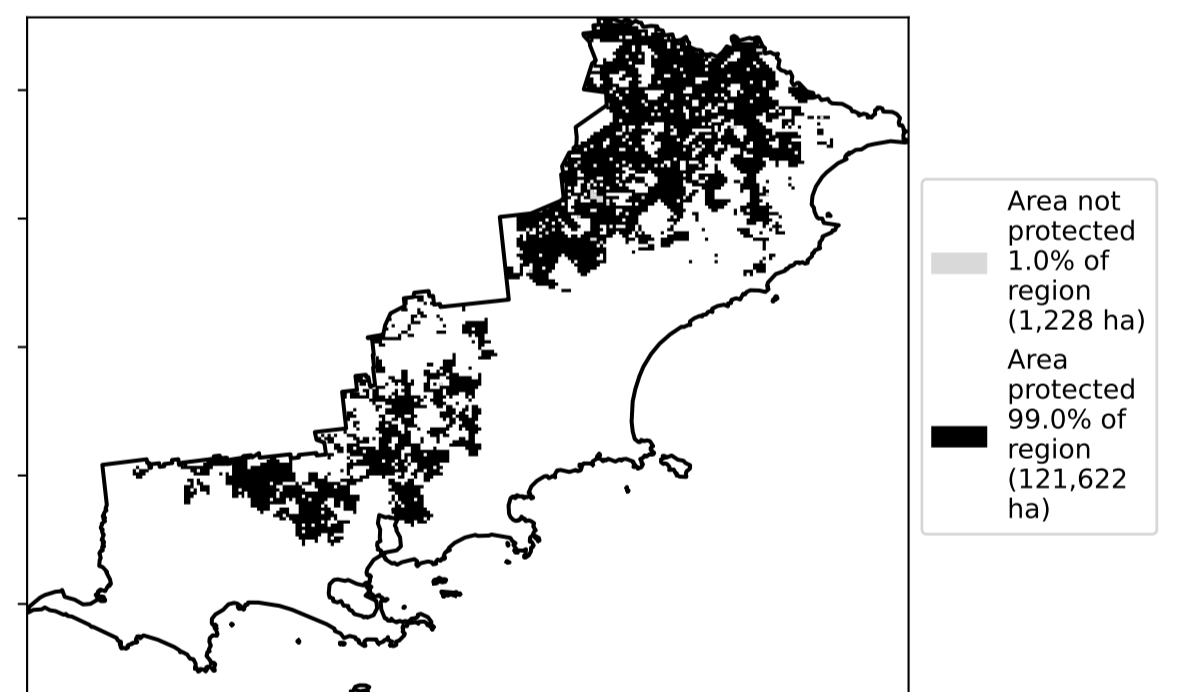 Area not
protected
1.0% of
region
(1,228 ha)
Area
protected
99.0% of
region
(121,622
ha)